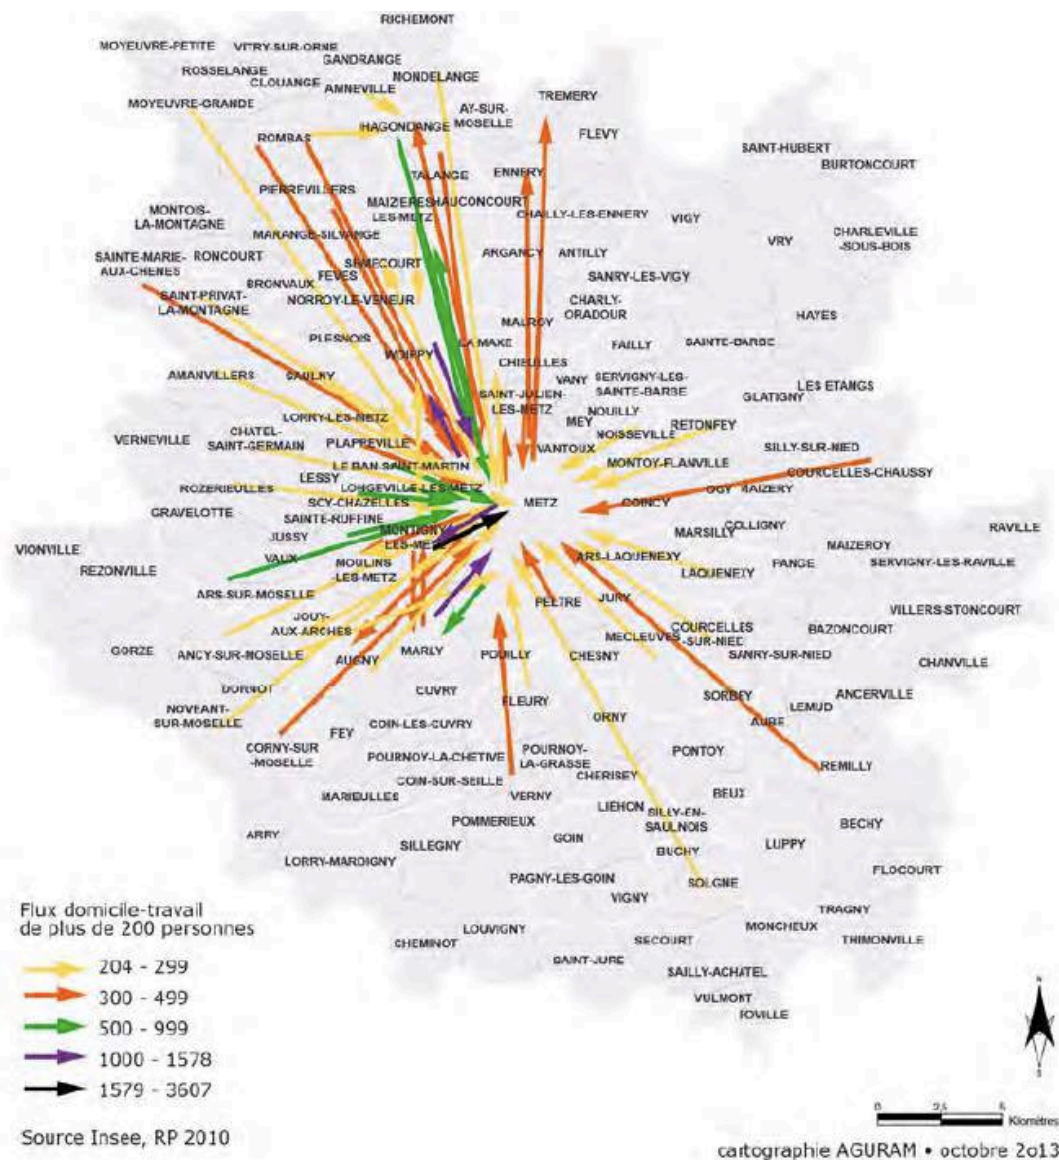 RICHEMONT
MOYEUVRE-PETITE
VITRY-SUR-ORNE
GANDRANGE
ROSSELANGE
CLOUANGE
MONDELANGE
AMNEVILLE
MOYEUVRE-GRANDE
TREMERY
AY-SUR-
MOSELLE
HAGONDANGE
ROMBAS
FLEVY
SAINT-HUBERT
BURTONCOURT
TALANGE
ENNERY
PIERREVILLERS
MAIZERES
LES-METZ
HAUCONCOURT
CHAILLY-LES-ENNERY
VIGY
MONTOIS-
LA-MONTAGNE
MARANGE-SILVANGE
VRY
CHARLEVILLE
-SOUS-BOIS
SAINTE-MARIE-
AUX-CHENES
RONCOURT
SEMECOURT
ARGANCY
ANTILLY
FEVES
BRONVAUX
SANRY-LES-VIGY
SAINT-PRIVAT-
LA-MONTAGNE
NORROY-LE-VENEUR
CHARLY-
ORADOUR
HAYES
MALROY
PLESNOIS
WOIPPY
LA MAXE
FAILLY
SAINTE-BARBE
CHIEULLES
AMANVILLERS
SAULNY
VANY
SERVIGNY-LES-
SAINTE-BARBE
LES ETANGS
SAINT-JULIEN-
LES-METZ
GLATIGNY
NOUILLY
LORRY-LES-METZ
MEY
RETONFEY
VERNEVILLE
CHATEL-
SAINT-GERMAIN
PLAPPEVILLE
NOISSEVILLE
VANTOUX
SILLY-SUR-NIED
LE BAN-SAINT-MARTIN
MONTOY-FLANVILLE
COURCELLES-CHAUSSY
LESSY
ROZERIEULLES
LONGEVILLE-LES-METZ
OGY
MAIZERY
SCY-CHAZELLES
METZ
COINCY
GRAVELOTTE
SAINTE-RUFFINE
MONTIGNY
LES-METZ
MARSILLY
COLLIGNY
RAVILLE
JUSSY
VIONVILLE
VAUX
ARS-LAQUENEXY
MAIZEROY
REZONVILLE
MOULINS
-LES-METZ
LAQUENEXY
PANGE
SERVIGNY-LES-RAVILLE
ARS-SUR-MOSELLE
PELTRE
JURY
VILLERS-STONCOURT
JOUY-
AUX-ARCHES
COURCELLES
-SUR-NIED
BAZONCOURT
MECLEUVES
GORZE
ANCY-SUR-MOSELLE
AUGNY
MARLY
POUILLY
CHESNY
SANRY-SUR-NIED
CHANVILLE
DORNOT
CUVRY
FLEURY
SORBEY
ANCERVILLE
LEMUD
NOVEANT-
SUR-MOSELLE
ORNY
AUBE
COIN-LES-CUVRY
FEY
CORNY-SUR
-MOSELLE
POURNOY-LA-CHETIVE
POURNOY-
LA-GRASSE
PONTOY
REMILLY
COIN-SUR-SEILLE
CHERISEY
MARIEULLES
VERNY
BEUX
LIEHON
SILLY-EN-
SAULNOIS
BECHY
POMMERIEUX
ARRY
GOIN
LUPPY
SILLEGNY
BUCHY
LORRY-MARDIGNY
FLOCOURT
PAGNY-LES-GOIN
SOLGNE
VIGNY
TRAGNY
MONCHEUX
LOUVIGNY
CHEMINOT
SECOURT
THIMONVILLE
SAINT-JURE
SAILLY-ACHATEL
VULMONT
FOVILLE
Flux domicile-travail
de plus de 200 personnes
204 - 299
300 - 499
500 - 999
1000 - 1578
1579 - 3607
Source Insee, RP 2010
N
S
0 2,5 5
Kilomètres
cartographie AGURAM • octobre 2013